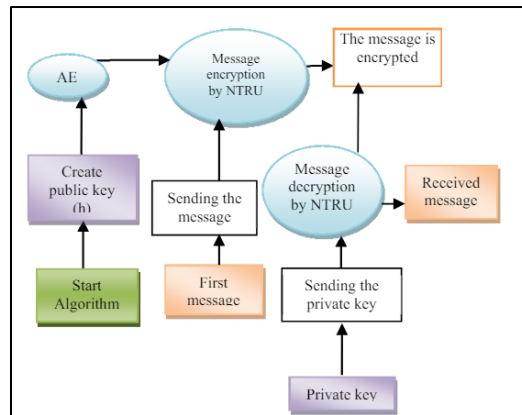 AE
Message
encryption
by NTRU
The message is
encrypted
Create
public key
(h)
Sending the
message
Message
decryption
by NTRU
Received
message
Start
Algorithm
First
message
Sending the
private key
Private key